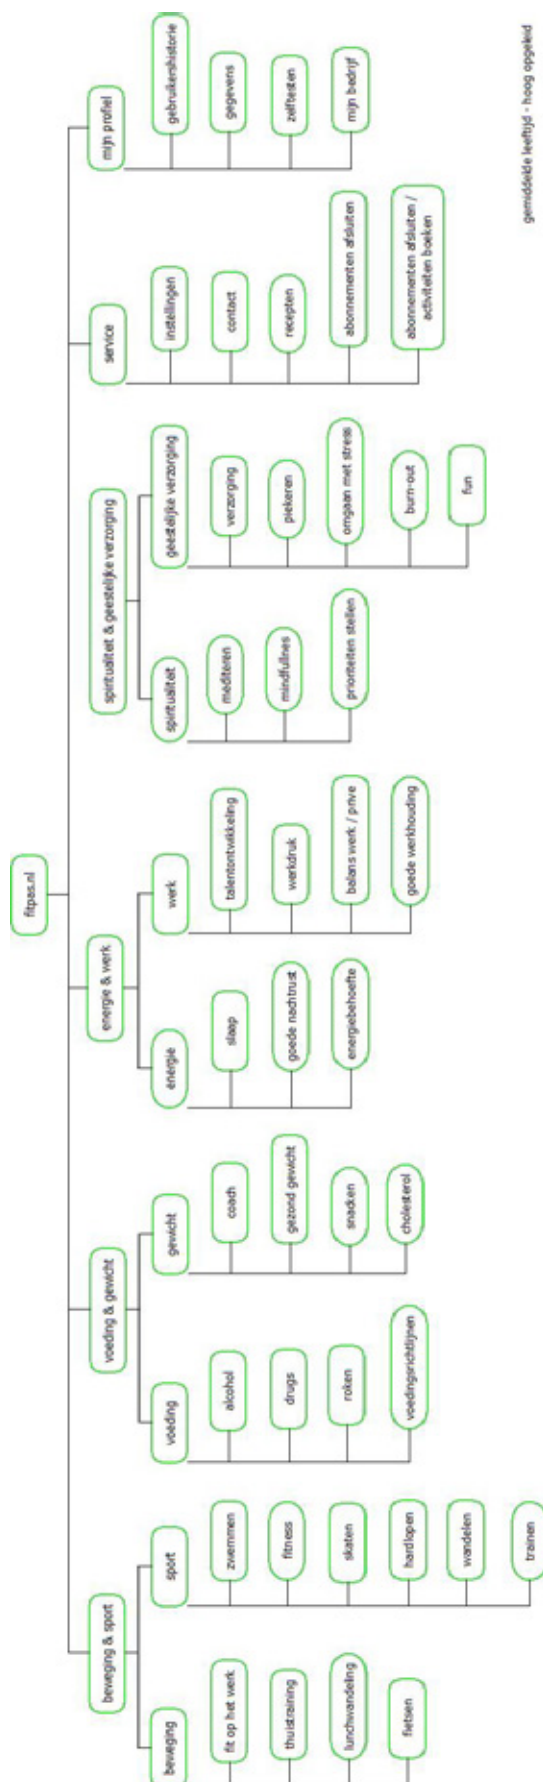 fitpas.nl
beweging & sport
beweging
fit op het werk
thuistraining
lunchwandeling
fietsen
sport
zwemmen
fitness
skaten
hardlopen
wandelen
trainen
voeding & gewicht
voeding
alcohol
drugs
roken
voedingsrichtlijnen
gewicht
coach
gezond gewicht
snacken
cholesterol
energie & werk
energie
slaap
goede nachtrust
energiebehoefte
werk
talentontwikkeling
werkdruk
balans werk / prive
goede werkhouding
spiritualiteit & geestelijke verzorging
spiritualiteit
mediteren
mindfullnes
prioriteiten stellen
geestelijke verzorging
verzorging
piekeren
omgaan met stress
burn-out
fun
service
instellingen
contact
recepten
abonnementen afsluiten
abonnementen afsluiten /
activiteiten boeken
mijn profiel
gebruikershistorie
gegevens
zelftesten
mijn bedrijf
gemiddelde leeftijd - hoog opgeleid